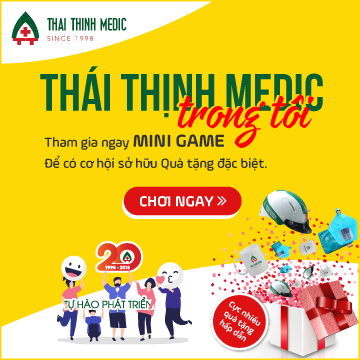 THAI THINH MEDIC
SINCE 1998
THÁI THỊNH MEDIC
trong tôi
Tham gia ngay MINI GAME
Để có cơ hội sở hữu Quà tặng đặc biệt.
CHƠI NGAY »
20
1998 - 2018
TỰ HÀO PHÁT TRIỂN
Cực nhiều
quà tặng
hấp dẫn